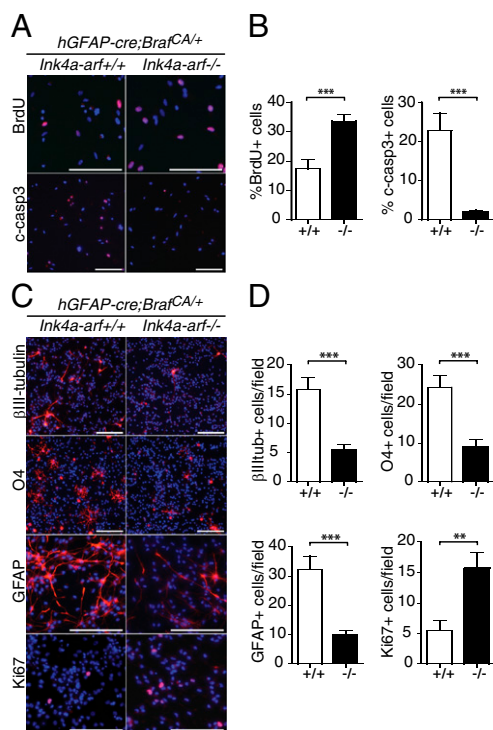 A
hGFAP-cre;Braf^CA/+
Ink4a-arf+/+ Ink4a-arf-/-
BrdU
c-casp3
B
%BrdU+ cells
40
30
20
10
0
+/+ -/-
***
% c-casp3+ cells
30
20
10
0
+/+ -/-
***
C
hGFAP-cre;Braf^CA/+
Ink4a-arf+/+ Ink4a-arf-/-
βIII-tubulin
O4
GFAP
Ki67
D
βIIItub+ cells/field
20
15
10
5
0
+/+ -/-
***
O4+ cells/field
30
20
10
0
+/+ -/-
***
GFAP+ cells/field
40
30
20
10
0
+/+ -/-
***
Ki67+ cells/field
20
15
10
5
0
+/+ -/-
**